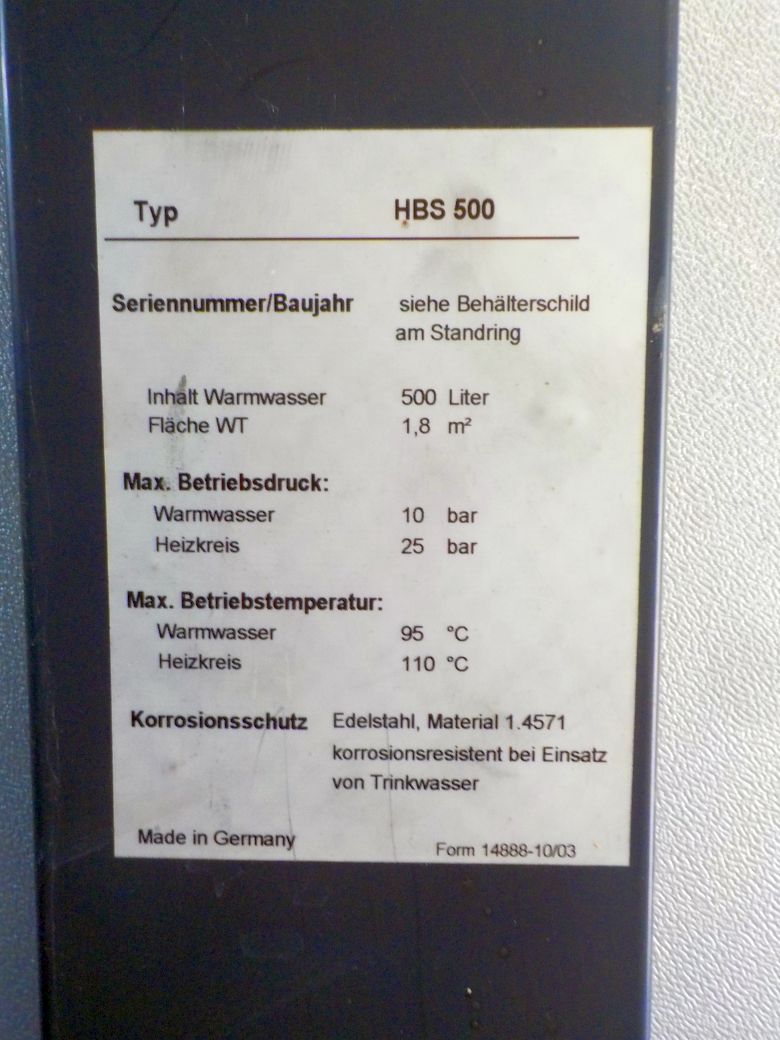 Typ HBS 500
Seriennummer/Baujahr siehe Behälterschild
am Standring
Inhalt Warmwasser 500 Liter
Fläche WT 1,8 m²
Max. Betriebsdruck:
Warmwasser 10 bar
Heizkreis 25 bar
Max. Betriebstemperatur:
Warmwasser 95 °C
Heizkreis 110 °C
Korrosionsschutz Edelstahl, Material 1.4571
korrosionsresistent bei Einsatz
von Trinkwasser
Made in Germany Form 14888-10/03